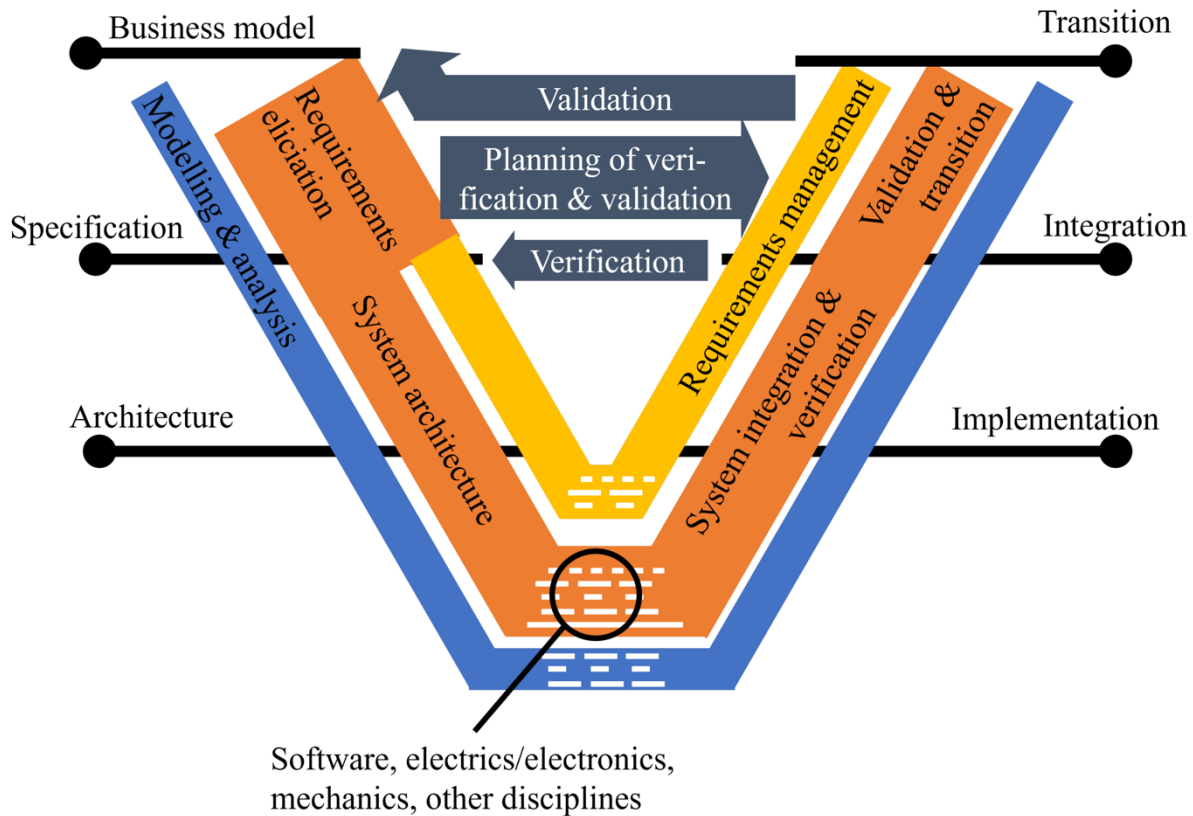 Business model
Transition
Validation
Planning of veri-
fication & validation
Verification
Requirements
eliciation
Modelling & analysis
Requirements management
Validation &
transition
Specification
Integration
System architecture
System integration &
verification
Architecture
Implementation
Software, electrics/electronics,
mechanics, other disciplines